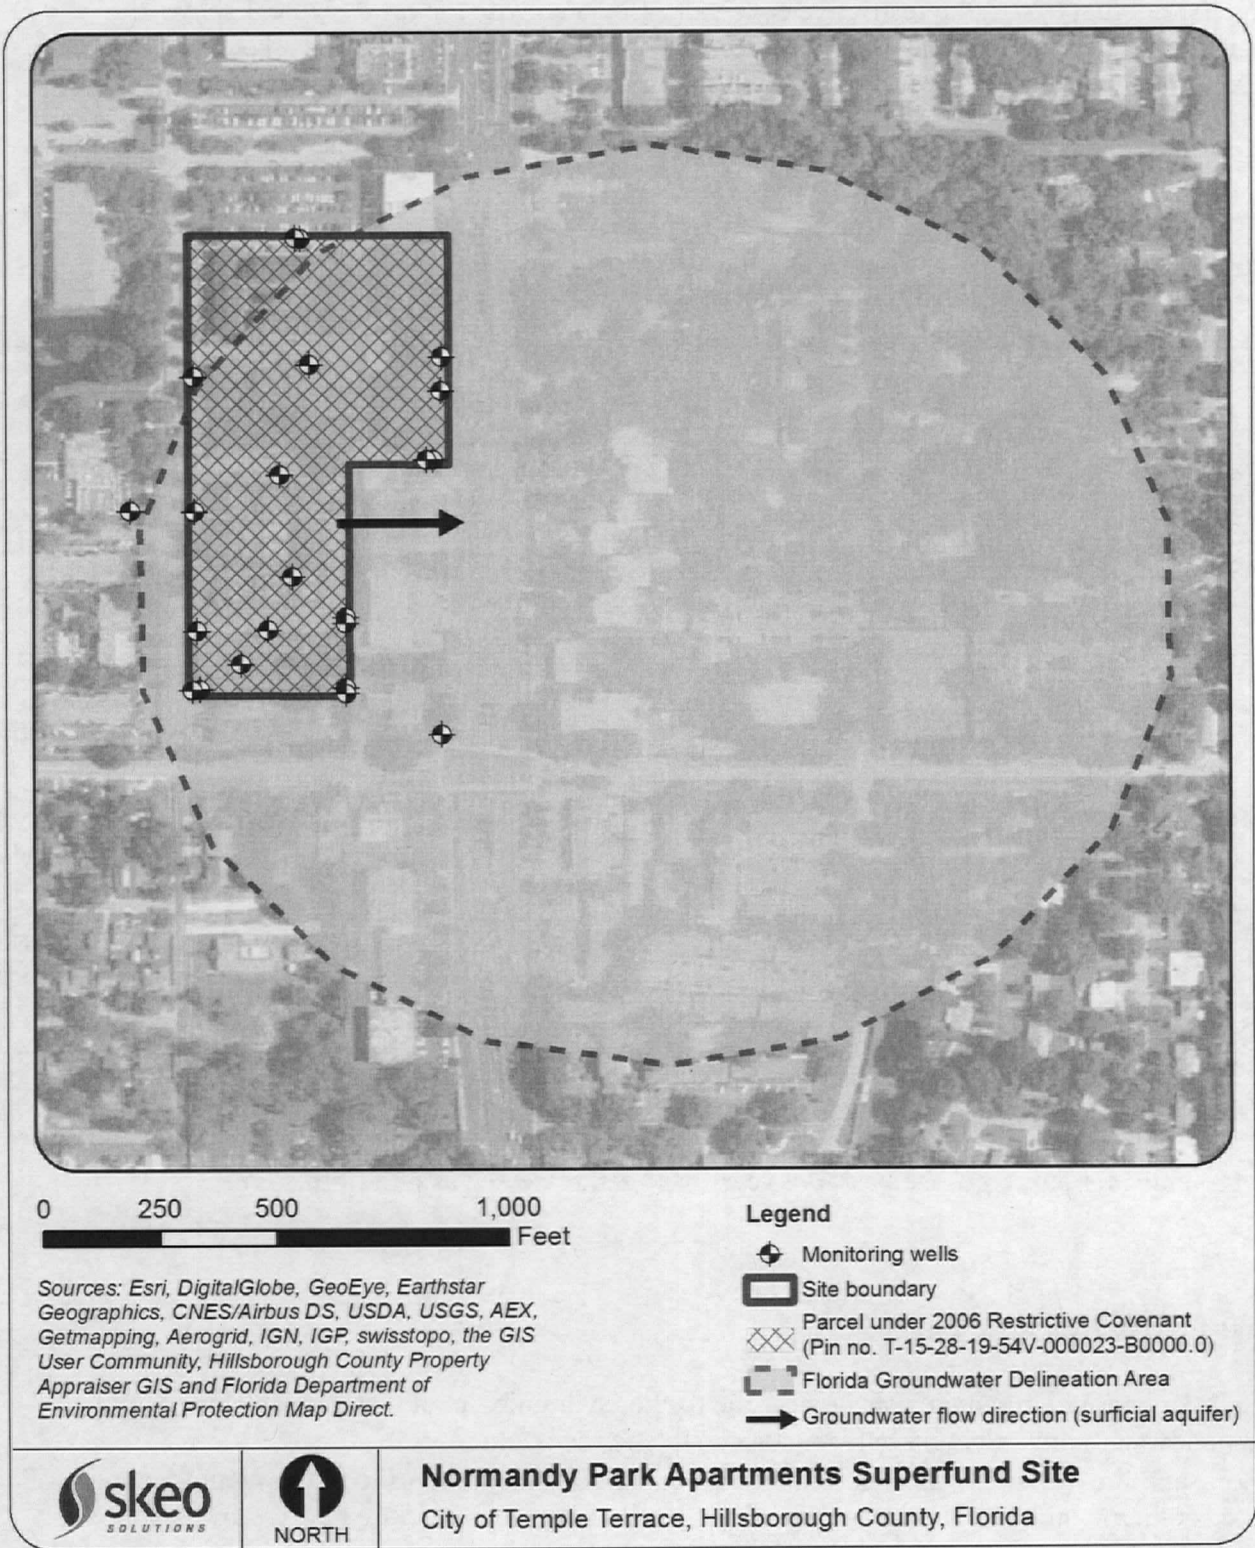 0 250 500 1,000
Feet
Sources: Esri, DigitalGlobe, GeoEye, Earthstar
Geographics, CNES/Airbus DS, USDA, USGS, AEX,
Getmapping, Aerogrid, IGN, IGP, swisstopo, the GIS
User Community, Hillsborough County Property
Appraiser GIS and Florida Department of
Environmental Protection Map Direct.
Legend
Monitoring wells
Site boundary
Parcel under 2006 Restrictive Covenant
(Pin no. T-15-28-19-54V-000023-B0000.0)
Florida Groundwater Delineation Area
Groundwater flow direction (surficial aquifer)
skeo
SOLUTIONS
NORTH
Normandy Park Apartments Superfund Site
City of Temple Terrace, Hillsborough County, Florida